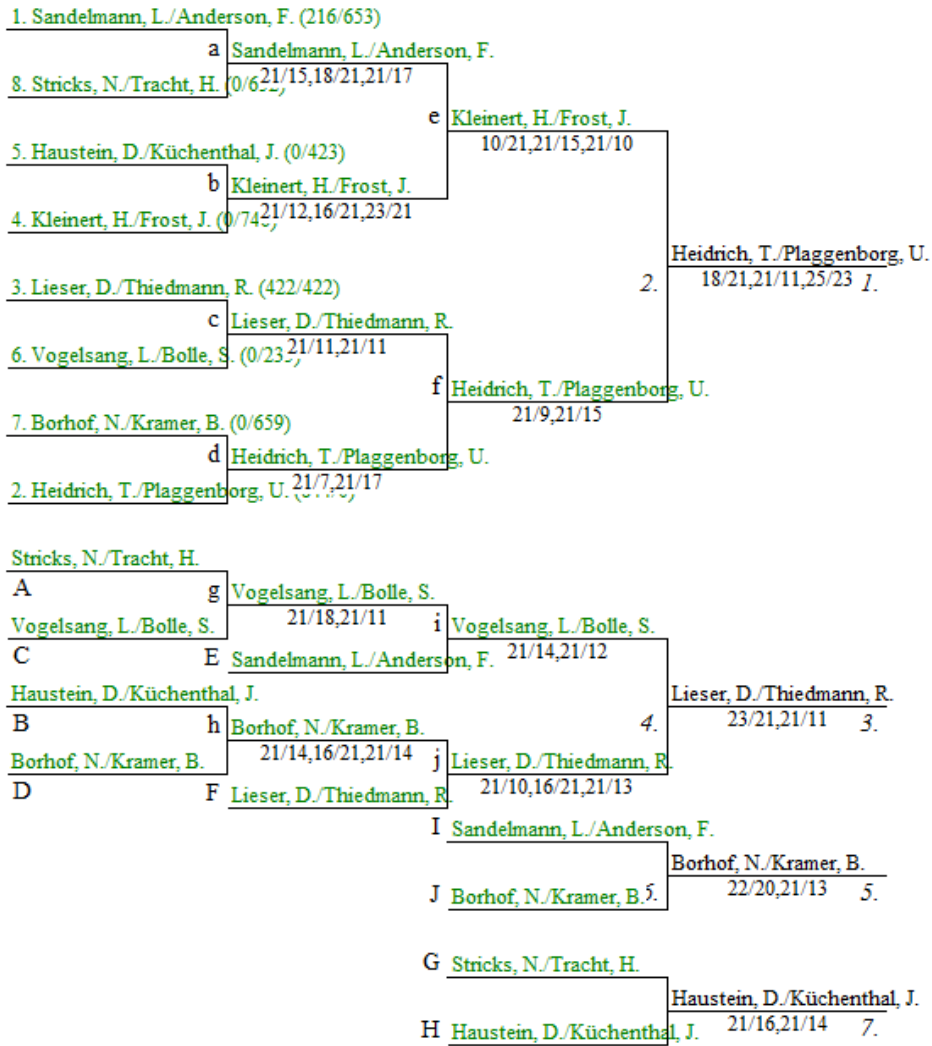 1. Sandelmann, L./Anderson, F. (216/653)
a Sandelmann, L./Anderson, F.
21/15,18/21,21/17
8. Stricks, N./Tracht, H.
e Kleinert, H./Frost, J.
10/21,21/15,21/10
5. Haustein, D./Küchenthal, J. (0/423)
b Kleinert, H./Frost, J.
21/12,16/21,23/21
4. Kleinert, H./Frost, J.
Heidrich, T./Plaggenborg, U.
2. 18/21,21/11,25/23 1.
3. Lieser, D./Thiedmann, R. (422/422)
c Lieser, D./Thiedmann, R.
21/11,21/11
6. Vogelsang, L./Bolle, S.
f Heidrich, T./Plaggenborg, U.
21/9,21/15
7. Borhof, N./Kramer, B. (0/659)
d Heidrich, T./Plaggenborg, U.
21/7,21/17
2. Heidrich, T./Plaggenborg, U.
Stricks, N./Tracht, H.
A g Vogelsang, L./Bolle, S.
21/18,21/11
Vogelsang, L./Bolle, S. i Vogelsang, L./Bolle, S.
21/14,21/12
C E Sandelmann, L./Anderson, F.
Haustein, D./Küchenthal, J. Lieser, D./Thiedmann, R.
4. 23/21,21/11 3.
B h Borhof, N./Kramer, B.
21/14,16/21,21/14
Borhof, N./Kramer, B. j Lieser, D./Thiedmann, R.
21/10,16/21,21/13
D F Lieser, D./Thiedmann, R.
I Sandelmann, L./Anderson, F.
Borhof, N./Kramer, B.
22/20,21/13 5.
J Borhof, N./Kramer, B. 5.
G Stricks, N./Tracht, H.
Haustein, D./Küchenthal, J.
21/16,21/14 7.
H Haustein, D./Küchenthal, J.